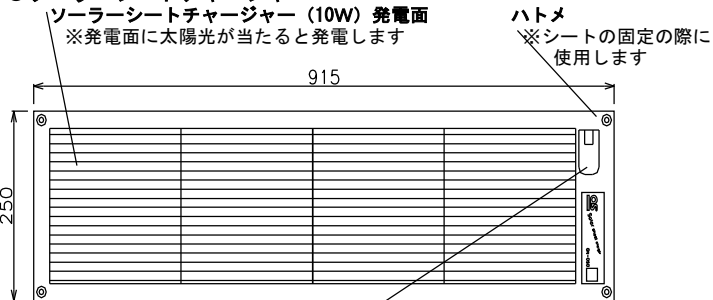 ソーラーシートチャージャー（10W）発電面
※発電面に太陽光が当たると発電します
ハトメ
※シートの固定の際に
使用します
915
250